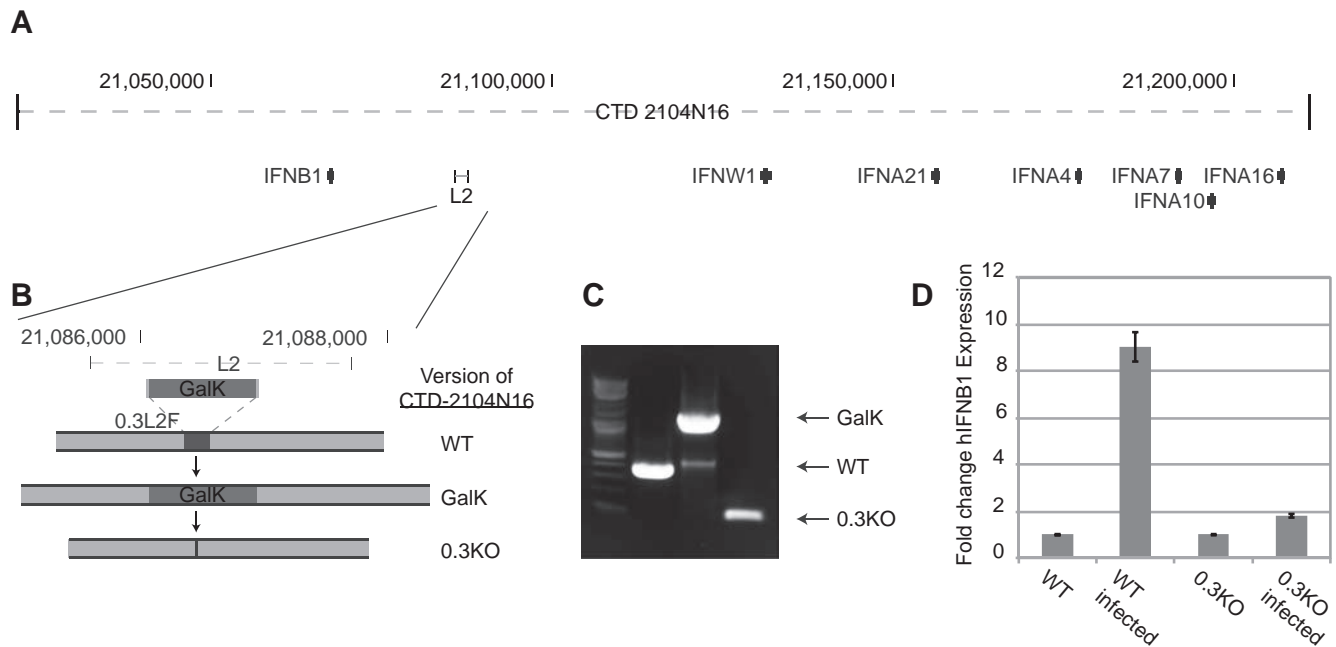 A
21,050,000
21,100,000
21,150,000
21,200,000
CTD 2104N16
IFNB1
L2
IFNW1
IFNA21
IFNA4
IFNA7
IFNA16
IFNA10
B
21,086,000
21,088,000
L2
GalK
0.3L2F
Version of
CTD-2104N16
WT
GalK
GalK
0.3KO
C
GalK
WT
0.3KO
D
Fold change hIFNB1 Expression
12
10
8
6
4
2
0
WT
WT infected
0.3KO
0.3KO infected